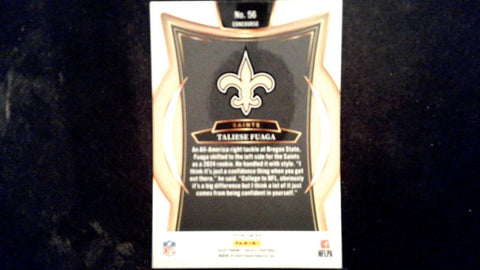 No. 56
CONCOURSE
SAINTS
TALIESE FUAGA
An All-America right tackle at Oregon State,
Fuaga shifted to the left side for the Saints
as a 2024 rookie. He handled it with style. "I
think it's just a confidence thing when you get
out there," he said. "College to NFL, obviously
it's a big difference but I think a lot of it just
comes from being confident in yourself."
PANINI
NFL
NFLPA